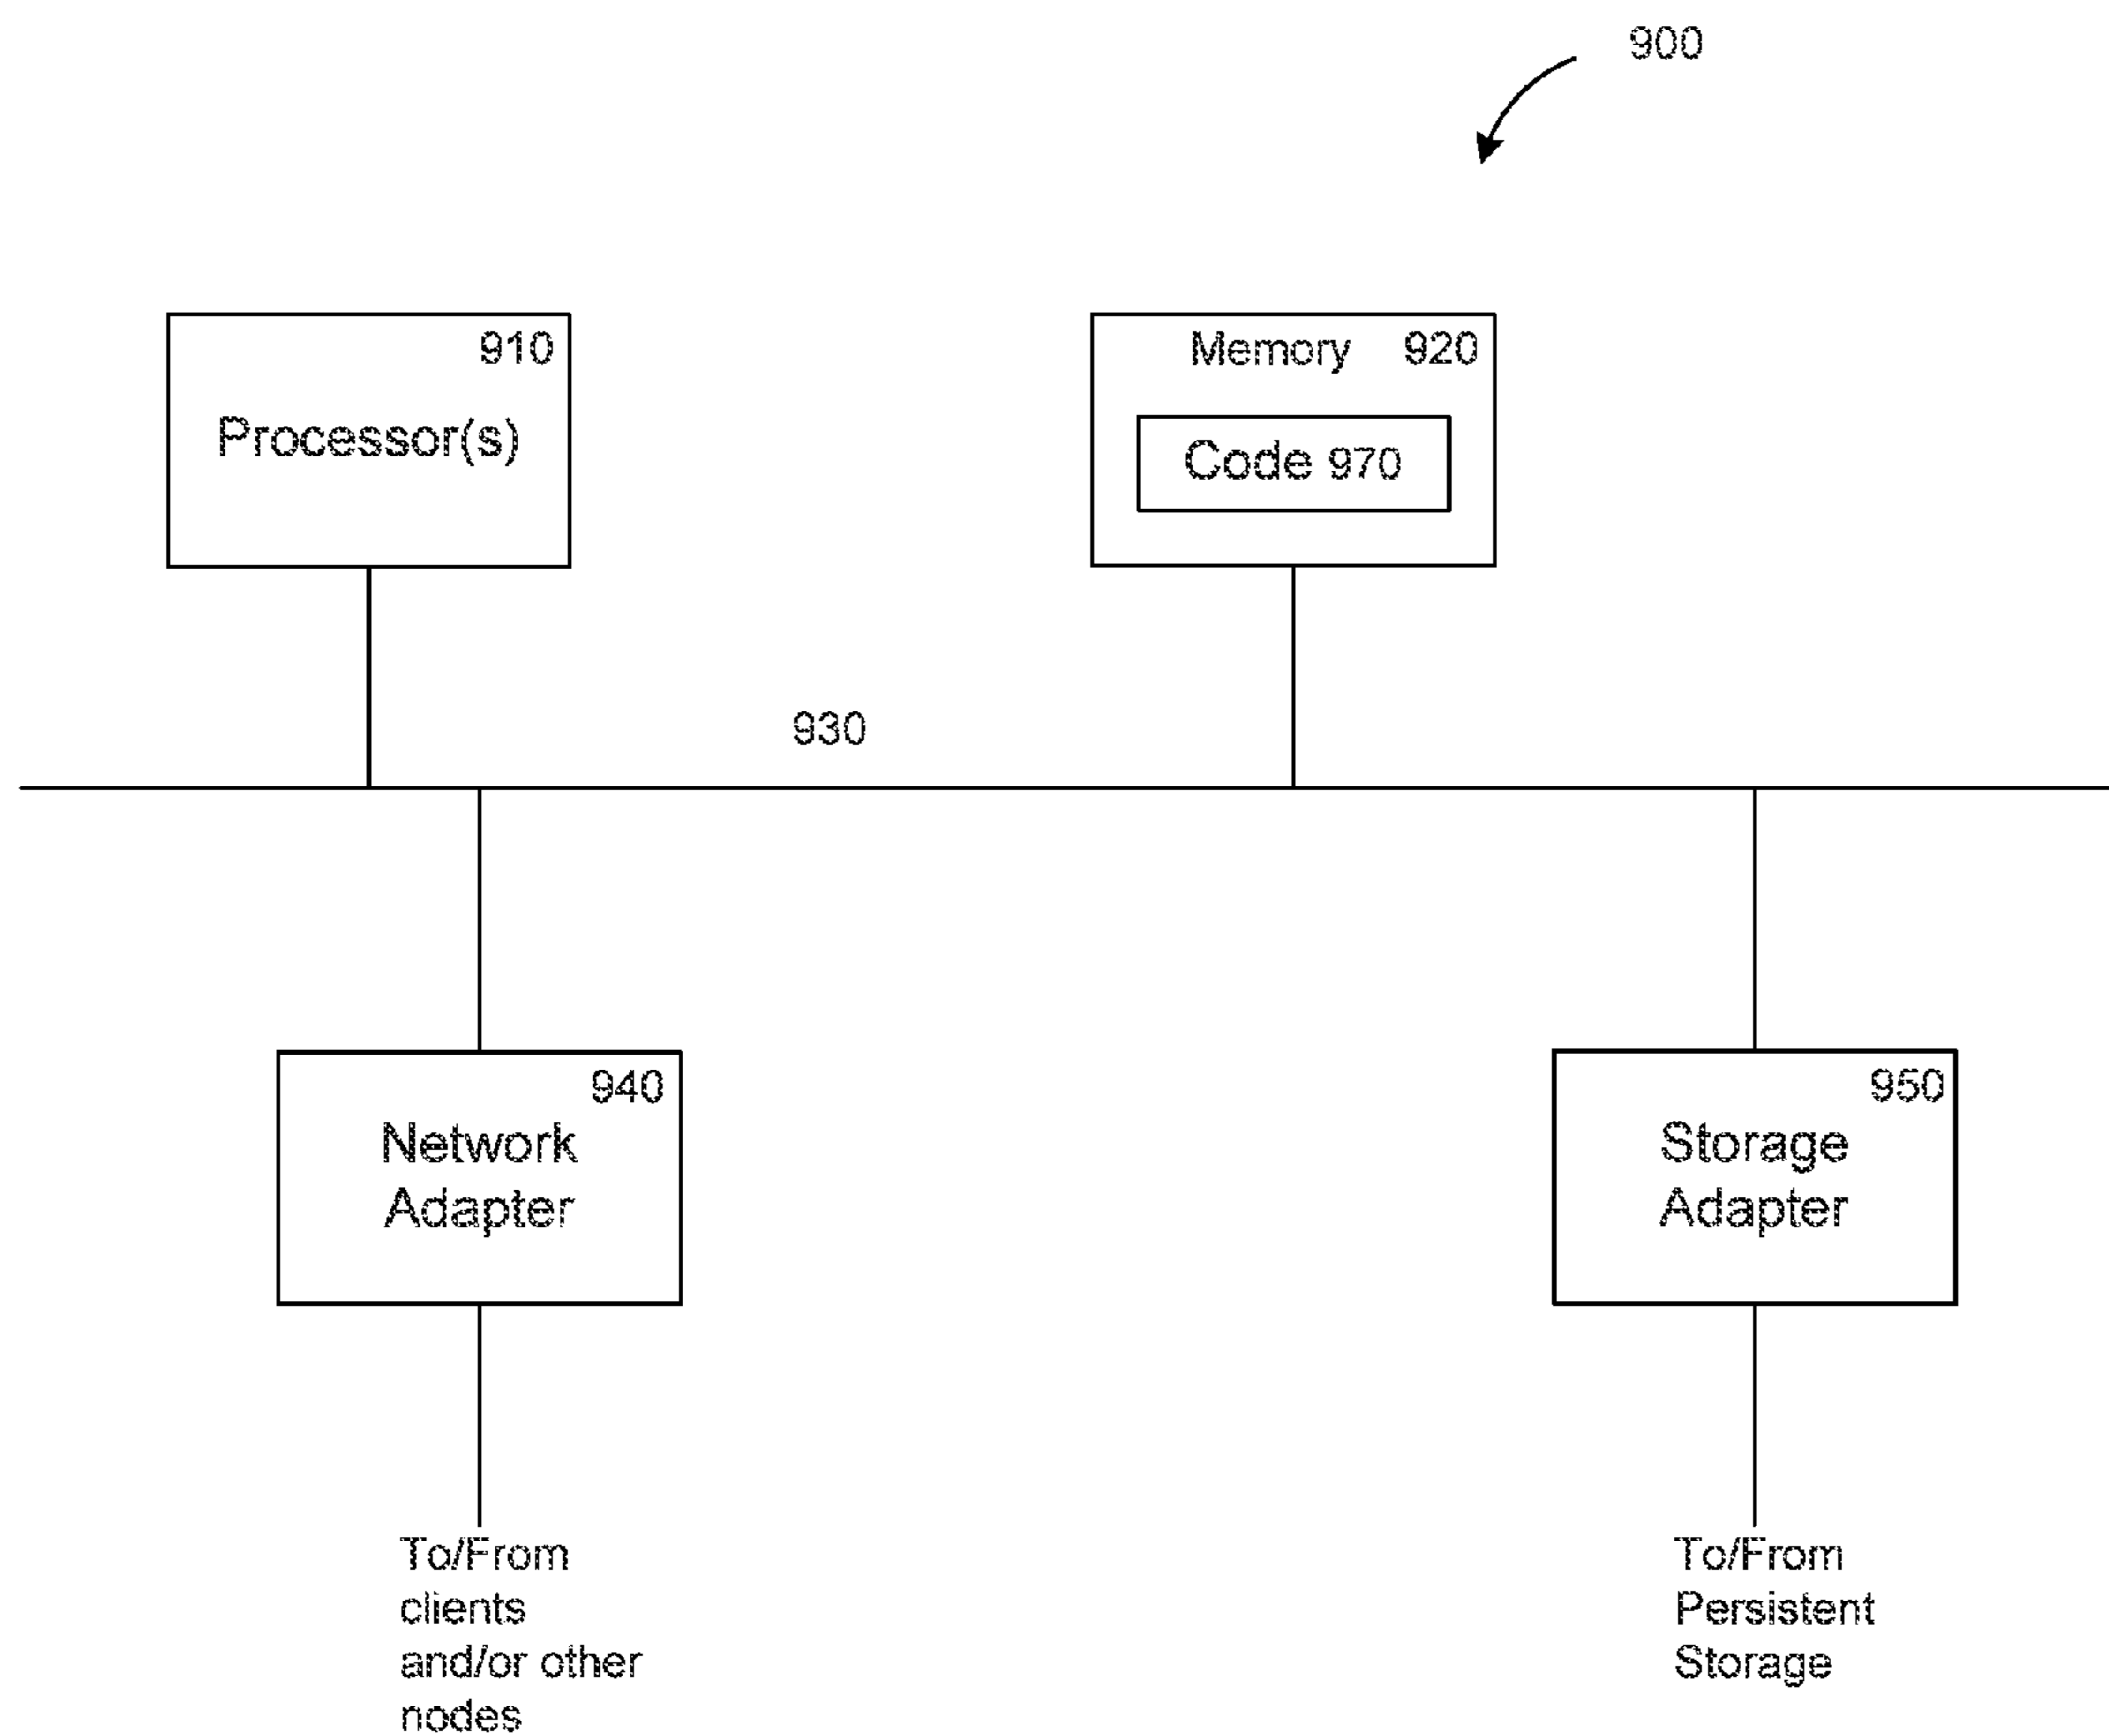 900
910
Processor(s)
Memory 920
Code 970
930
940
Network
Adapter
950
Storage
Adapter
To/From
clients
and/or other
nodes
To/From
Persistent
Storage